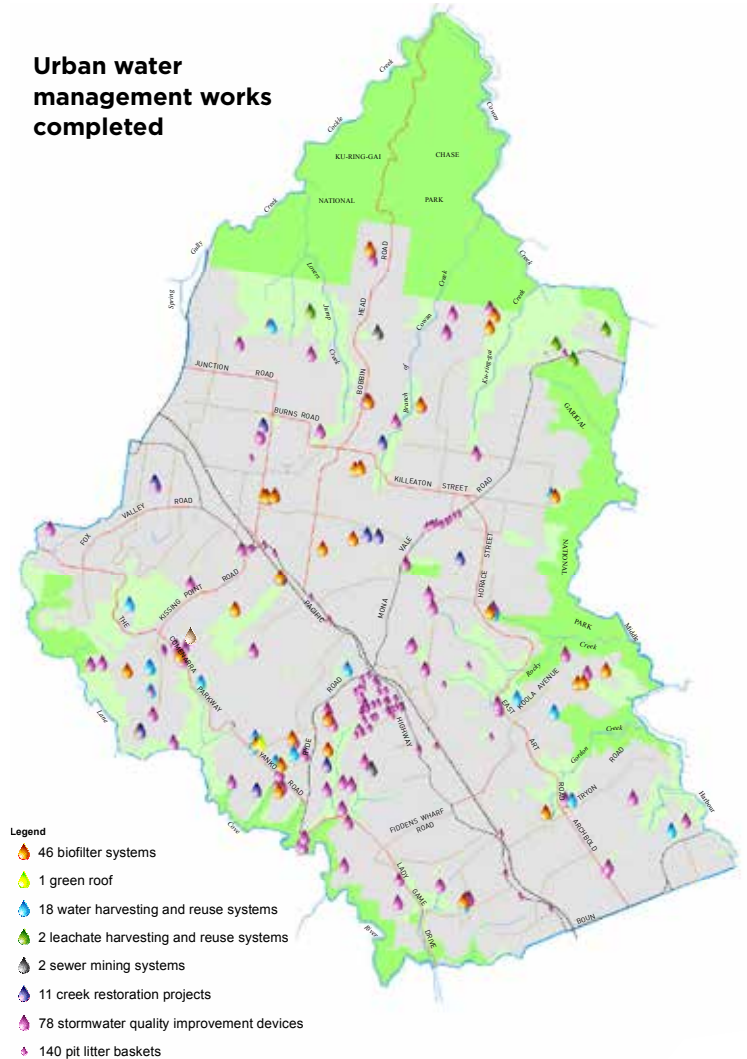 Urban water
management works
completed
Creek
Cockle
Cowan
KU-RING-GAI
CHASE
NATIONAL
PARK
Creek
Gully
Spring
Creek
Lovers
Jump
Creek
ROAD
HEAD
BOBBIN
Creek
Cowan
of
Branch
Creek
Ku-ring-gai
JUNCTION ROAD
BURNS ROAD
GARIGAL
NATIONAL
PARK
KILLEATON STREET
ROAD
VALE
MONA
FOX VALLEY ROAD
THE
COMENARRA
PARKWAY
KISSING POINT ROAD
PACIFIC
HIGHWAY
HORACE STREET
Middle
Creek
Rocky
KOOLA AVENUE
EAST
ART
ROAD
Gordon
Creek
ROAD
TRYON
ARCHBOLD
Harbour
ROAD
RYDE
YANKO
ROAD
Lane
Cove
River
FIDDENS WHARF
ROAD
LADY
GAME
DRIVE
BOUN
Legend
46 biofilter systems
1 green roof
18 water harvesting and reuse systems
2 leachate harvesting and reuse systems
2 sewer mining systems
11 creek restoration projects
78 stormwater quality improvement devices
140 pit litter baskets